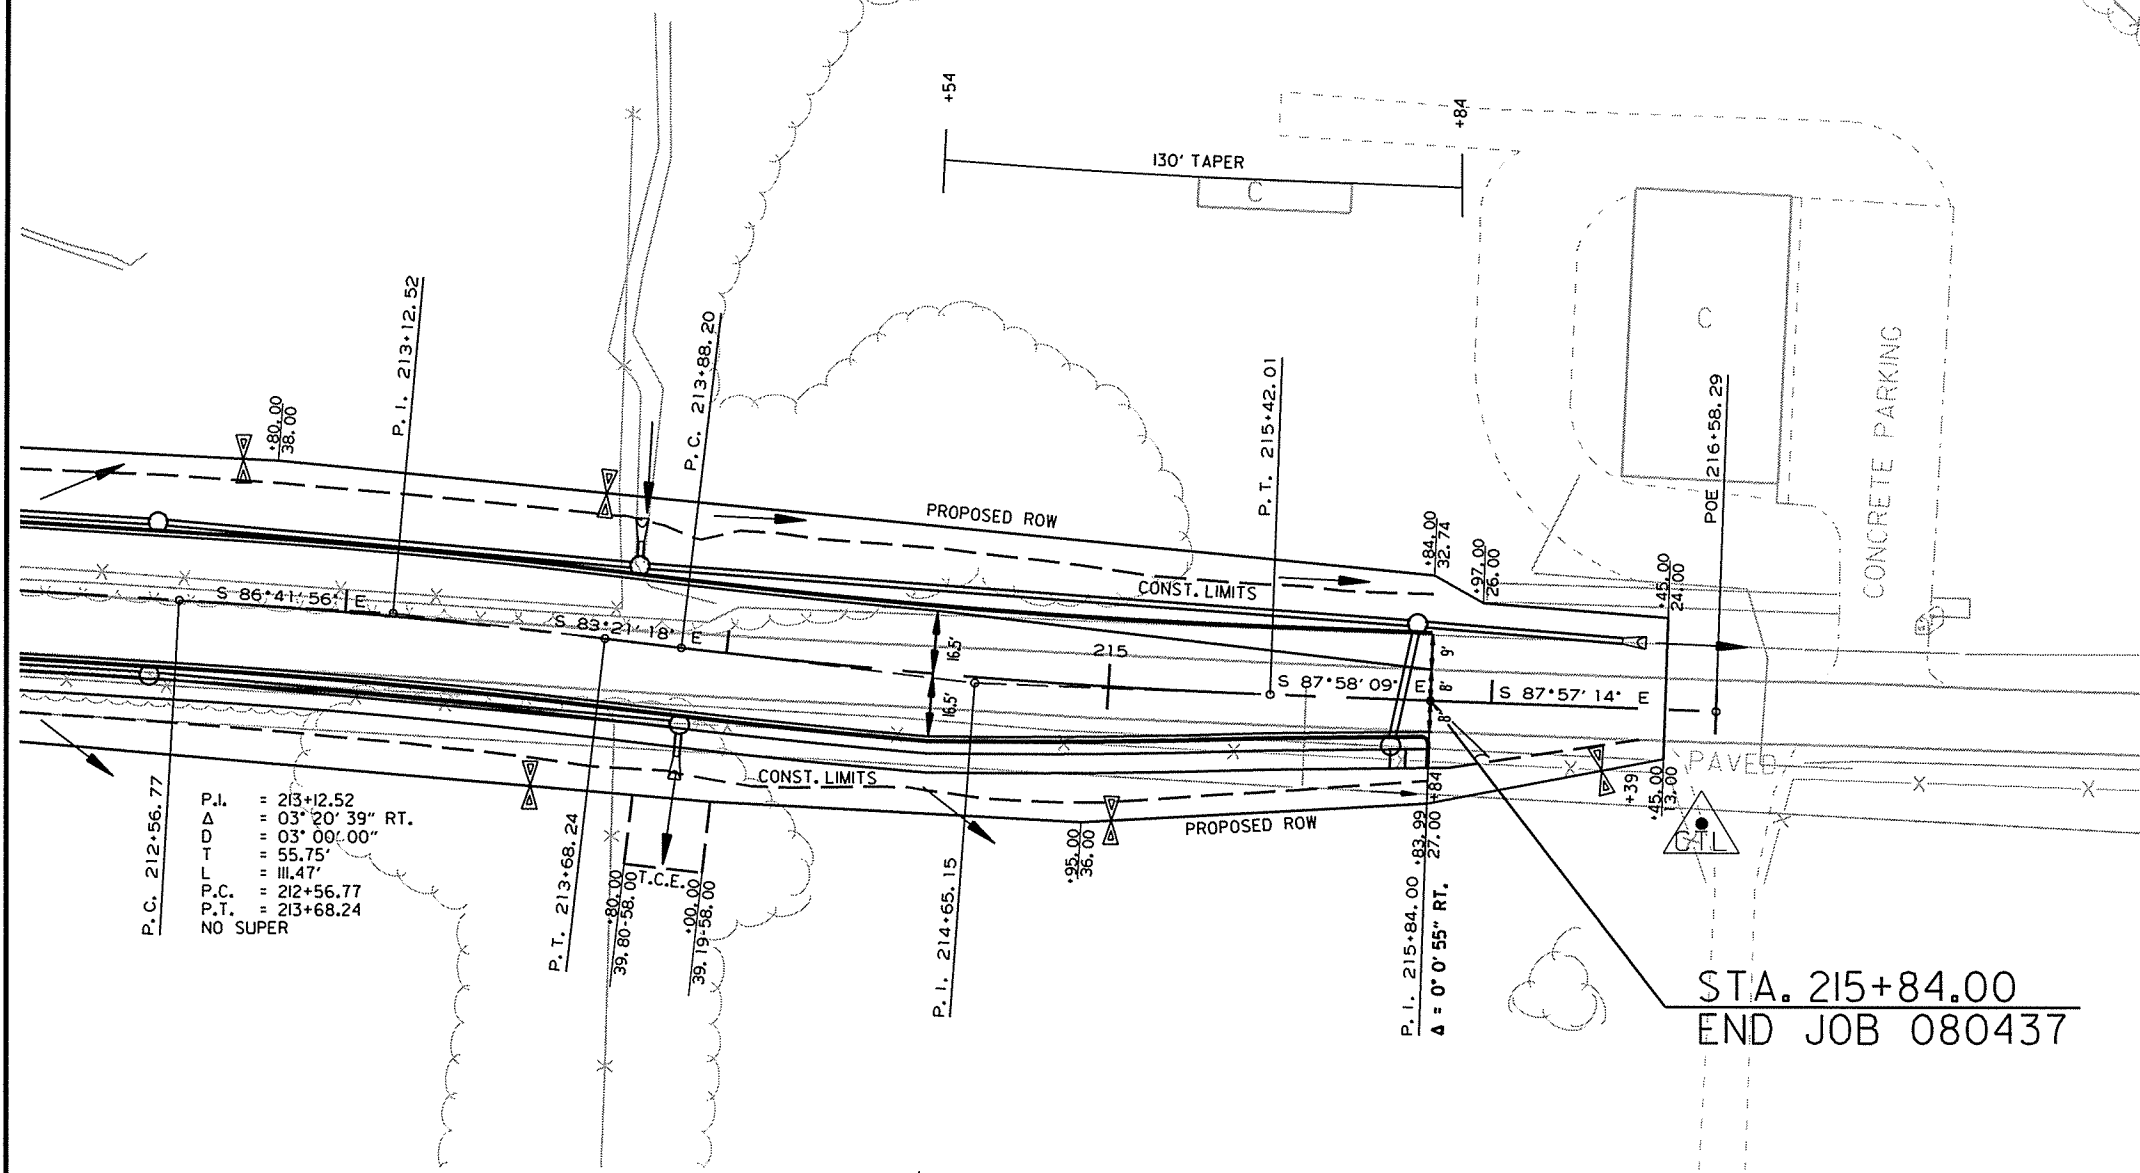 +54
+84
130' TAPER
C
C
CONCRETE PARKING
P.I. 213+12.52
P.C. 213+88.20
P.T. 215+42.01
POE 216+58.29
+80.00
38.00
PROPOSED ROW
CONST. LIMITS
+84.00
32.74
+97.00
26.00
+45.00
24.00
S 86°41'56" E
S 83°21'18" E
16.5'
16.5'
215
S 87°58'09" E
S 87°57'14" E
9'
8'
8'
PAVED
CONST. LIMITS
PROPOSED ROW
+84
+39
+45.00
13.00
CTL
P.C. 212+56.77
P.I. = 213+12.52
Δ = 03° 20' 39" RT.
D = 03° 00' 00"
T = 55.75'
L = 111.47'
P.C. = 212+56.77
P.T. = 213+68.24
NO SUPER
P.T. 213+68.24
T.C.E.
+80.00
39.80-58.00
+00.00
39.19-58.00
P.I. 214+65.15
+95.00
36.00
+83.99
27.00
P.I. 215+84.00
Δ = 0° 0' 55" RT.
STA. 215+84.00
END JOB 080437